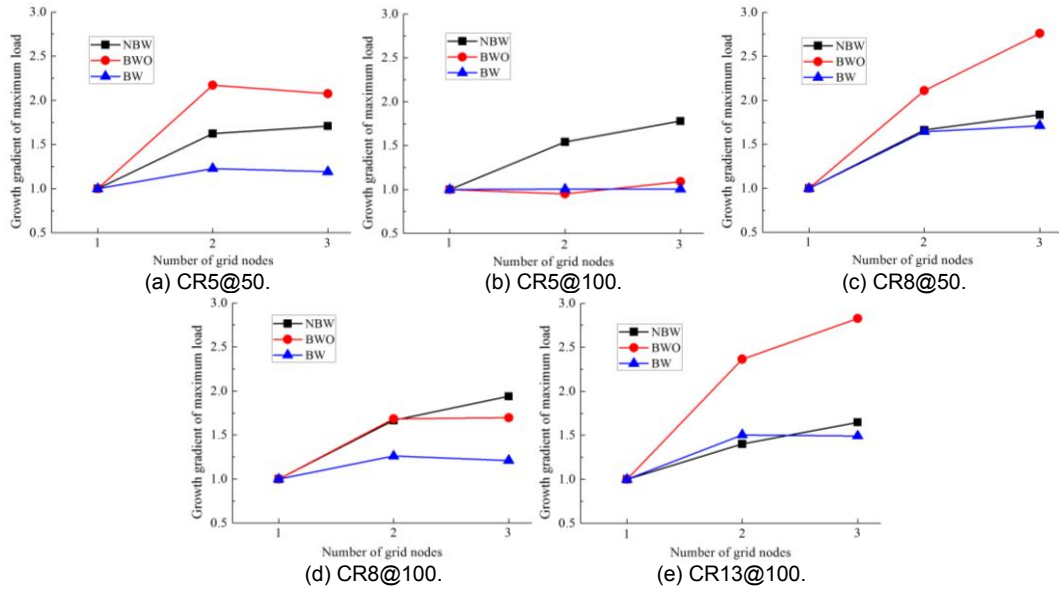 3.0
2.5
2.0
1.5
1.0
0.5
Growth gradient of maximum load
NBW
BWO
BW
1
2
3
Number of grid nodes
(a) CR5@50.
3.0
2.5
2.0
1.5
1.0
0.5
Growth gradient of maximum load
NBW
BWO
BW
1
2
3
Number of grid nodes
(b) CR5@100.
3.0
2.5
2.0
1.5
1.0
0.5
Growth gradient of maximum load
NBW
BWO
BW
1
2
3
Number of grid nodes
(c) CR8@50.
3.0
2.5
2.0
1.5
1.0
0.5
Growth gradient of maximum load
NBW
BWO
BW
1
2
3
Number of grid nodes
(d) CR8@100.
3.0
2.5
2.0
1.5
1.0
0.5
Growth gradient of maximum load
NBW
BWO
BW
1
2
3
Number of grid nodes
(e) CR13@100.